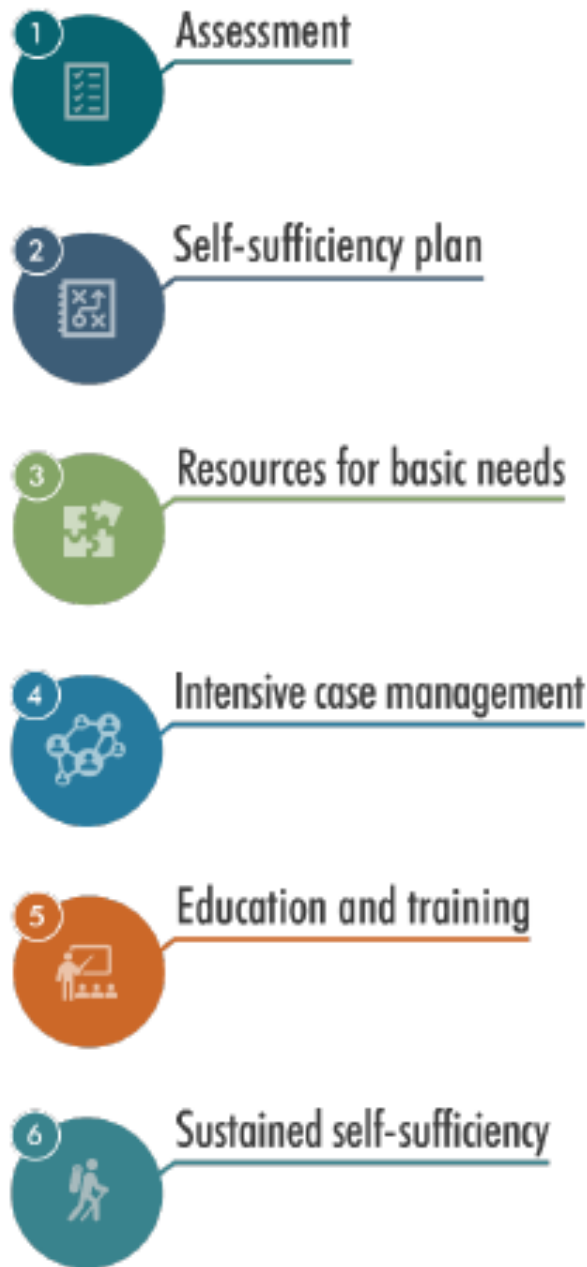 1
Assessment
2
Self-sufficiency plan
3
Resources for basic needs
4
Intensive case management
5
Education and training
6
Sustained self-sufficiency